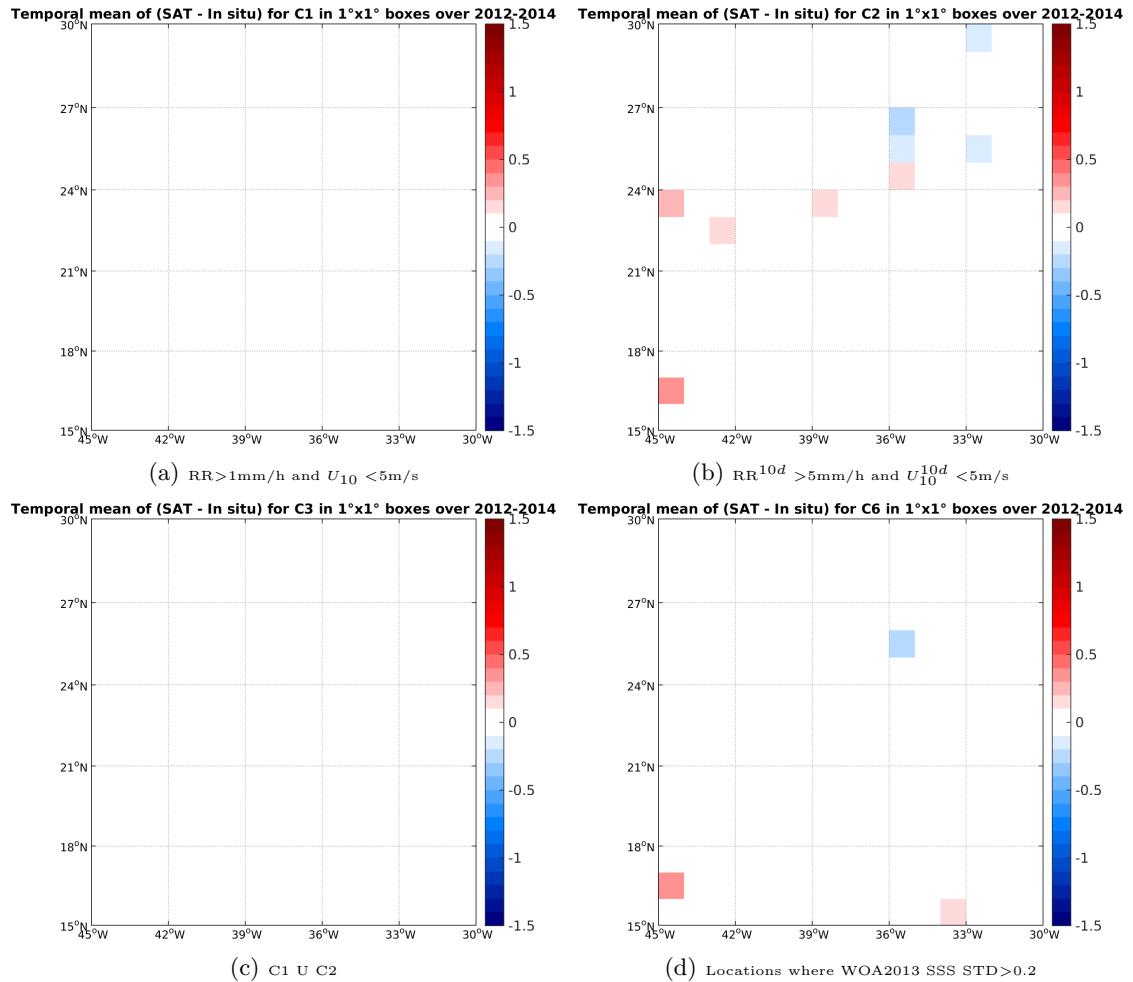 Temporal mean of (SAT - In situ) for C1 in 1°x1° boxes over 2012-2014
30°N
27°N
24°N
21°N
18°N
15°N
45°W 42°W 39°W 36°W 33°W 30°W
1.5
1
0.5
0
-0.5
-1
-1.5
(a) RR>1mm/h and U10 <5m/s
Temporal mean of (SAT - In situ) for C2 in 1°x1° boxes over 2012-2014
30°N
27°N
24°N
21°N
18°N
15°N
45°W 42°W 39°W 36°W 33°W 30°W
1.5
1
0.5
0
-0.5
-1
-1.5
(b) RR^10d >5mm/h and U10^10d <5m/s
Temporal mean of (SAT - In situ) for C3 in 1°x1° boxes over 2012-2014
30°N
27°N
24°N
21°N
18°N
15°N
45°W 42°W 39°W 36°W 33°W 30°W
1.5
1
0.5
0
-0.5
-1
-1.5
(c) C1 U C2
Temporal mean of (SAT - In situ) for C6 in 1°x1° boxes over 2012-2014
30°N
27°N
24°N
21°N
18°N
15°N
45°W 42°W 39°W 36°W 33°W 30°W
1.5
1
0.5
0
-0.5
-1
-1.5
(d) Locations where WOA2013 SSS STD>0.2